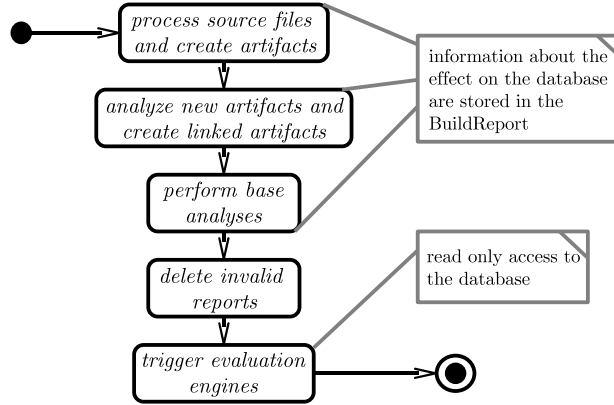 process source files
and create artifacts
information about the
effect on the database
are stored in the
BuildReport
analyze new artifacts and
create linked artifacts
perform base
analyses
read only access to
the database
delete invalid
reports
trigger evaluation
engines